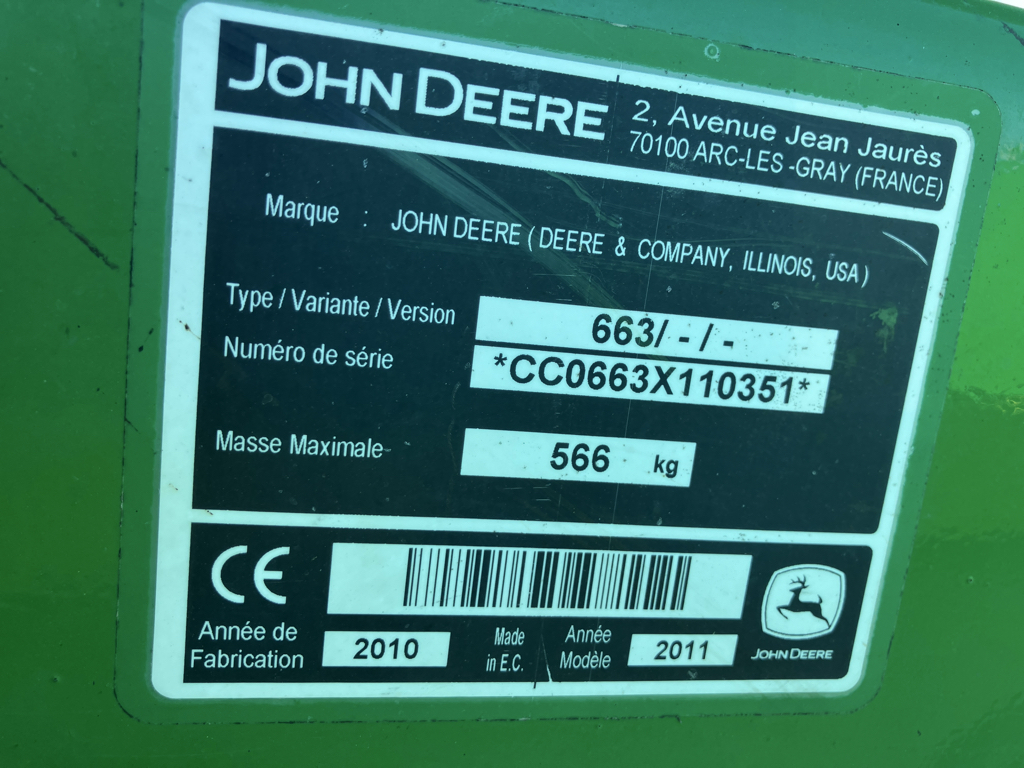 JOHN DEERE
2, Avenue Jean Jaurès
70100 ARC-LES -GRAY (FRANCE)
Marque : JOHN DEERE ( DEERE & COMPANY, ILLINOIS, USA )
Type / Variante / Version 663/ - / -
Numéro de série *CC0663X110351*
Masse Maximale 566 kg
CE
Année de Fabrication 2010
Made in E.C.
Année Modèle 2011
JOHN DEERE